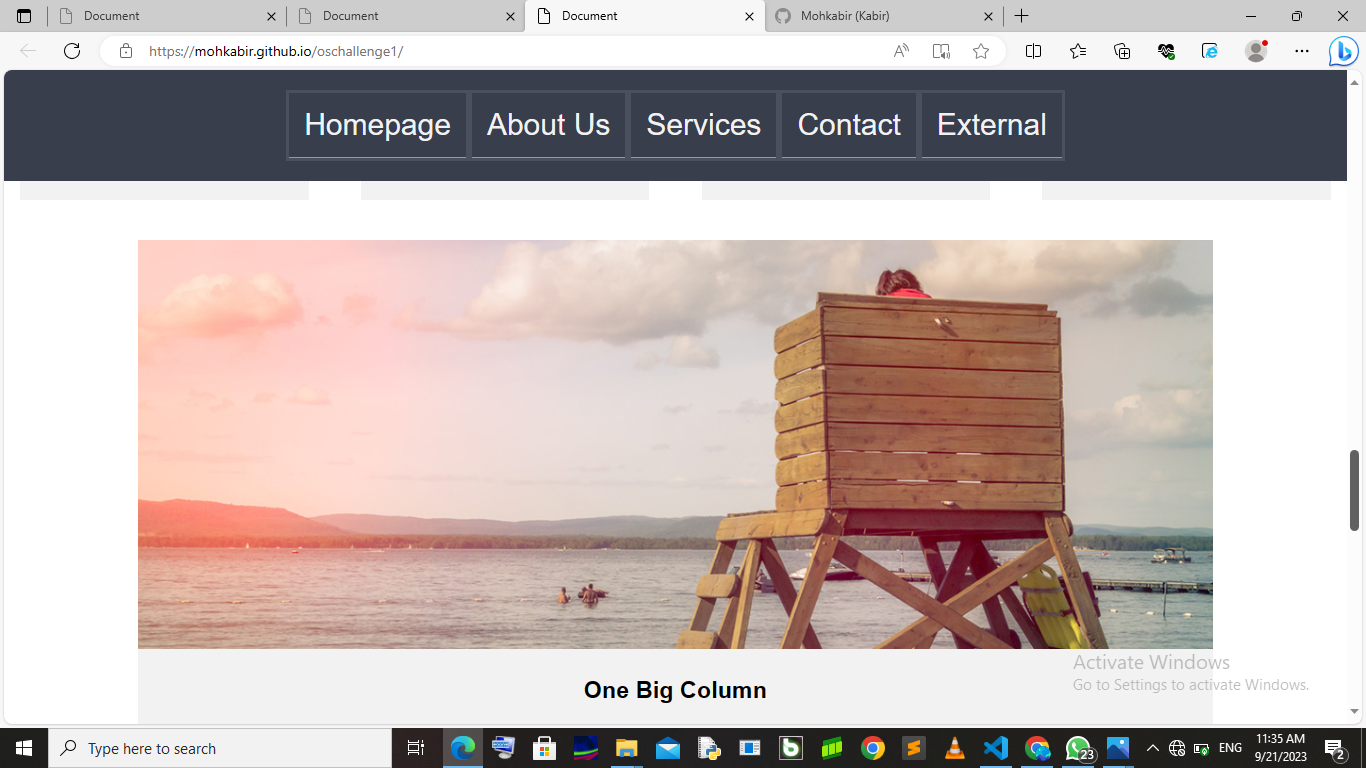 Document
Document
Document
Mohkabir (Kabir)
https://mohkabir.github.io/oschallenge1/
Homepage
About Us
Services
Contact
External
One Big Column
Activate Windows
Go to Settings to activate Windows.
Type here to search
23
ENG
11:35 AM
9/21/2023
2